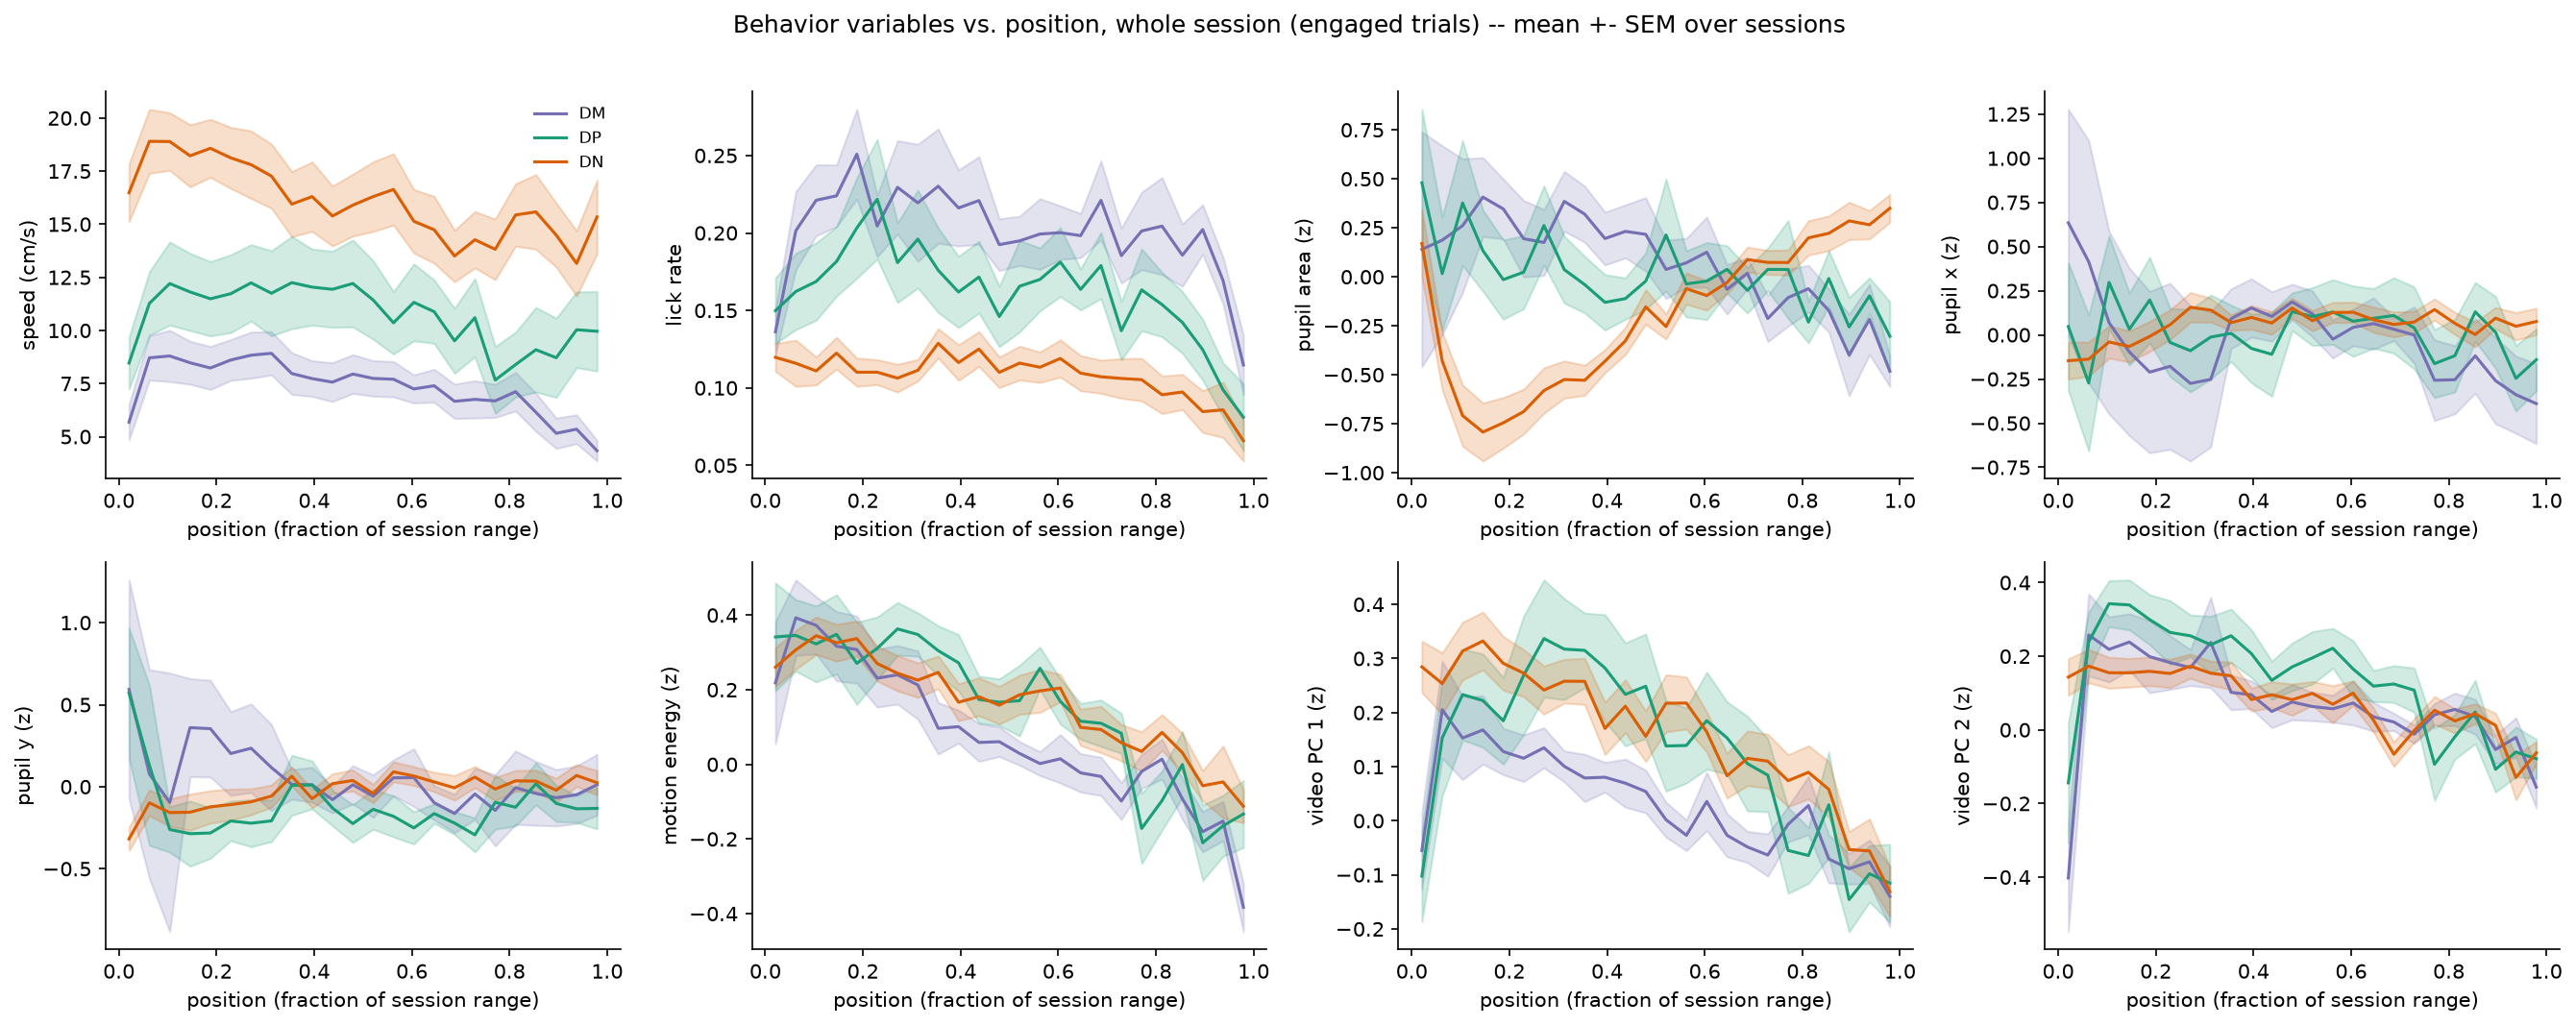 Behavior variables vs. position, whole session (engaged trials) -- mean +- SEM over sessions
speed (cm/s)
20.0
17.5
15.0
12.5
10.0
7.5
5.0
DM
DP
DN
0.0 0.2 0.4 0.6 0.8 1.0
position (fraction of session range)
lick rate
0.25
0.20
0.15
0.10
0.05
0.0 0.2 0.4 0.6 0.8 1.0
position (fraction of session range)
pupil area (z)
0.75
0.50
0.25
0.00
−0.25
−0.50
−0.75
−1.00
0.0 0.2 0.4 0.6 0.8 1.0
position (fraction of session range)
pupil x (z)
1.25
1.00
0.75
0.50
0.25
0.00
−0.25
−0.50
−0.75
0.0 0.2 0.4 0.6 0.8 1.0
position (fraction of session range)
pupil y (z)
1.0
0.5
0.0
−0.5
0.0 0.2 0.4 0.6 0.8 1.0
position (fraction of session range)
motion energy (z)
0.4
0.2
0.0
−0.2
−0.4
0.0 0.2 0.4 0.6 0.8 1.0
position (fraction of session range)
video PC 1 (z)
0.4
0.3
0.2
0.1
0.0
−0.1
−0.2
0.0 0.2 0.4 0.6 0.8 1.0
position (fraction of session range)
video PC 2 (z)
0.4
0.2
0.0
−0.2
−0.4
0.0 0.2 0.4 0.6 0.8 1.0
position (fraction of session range)